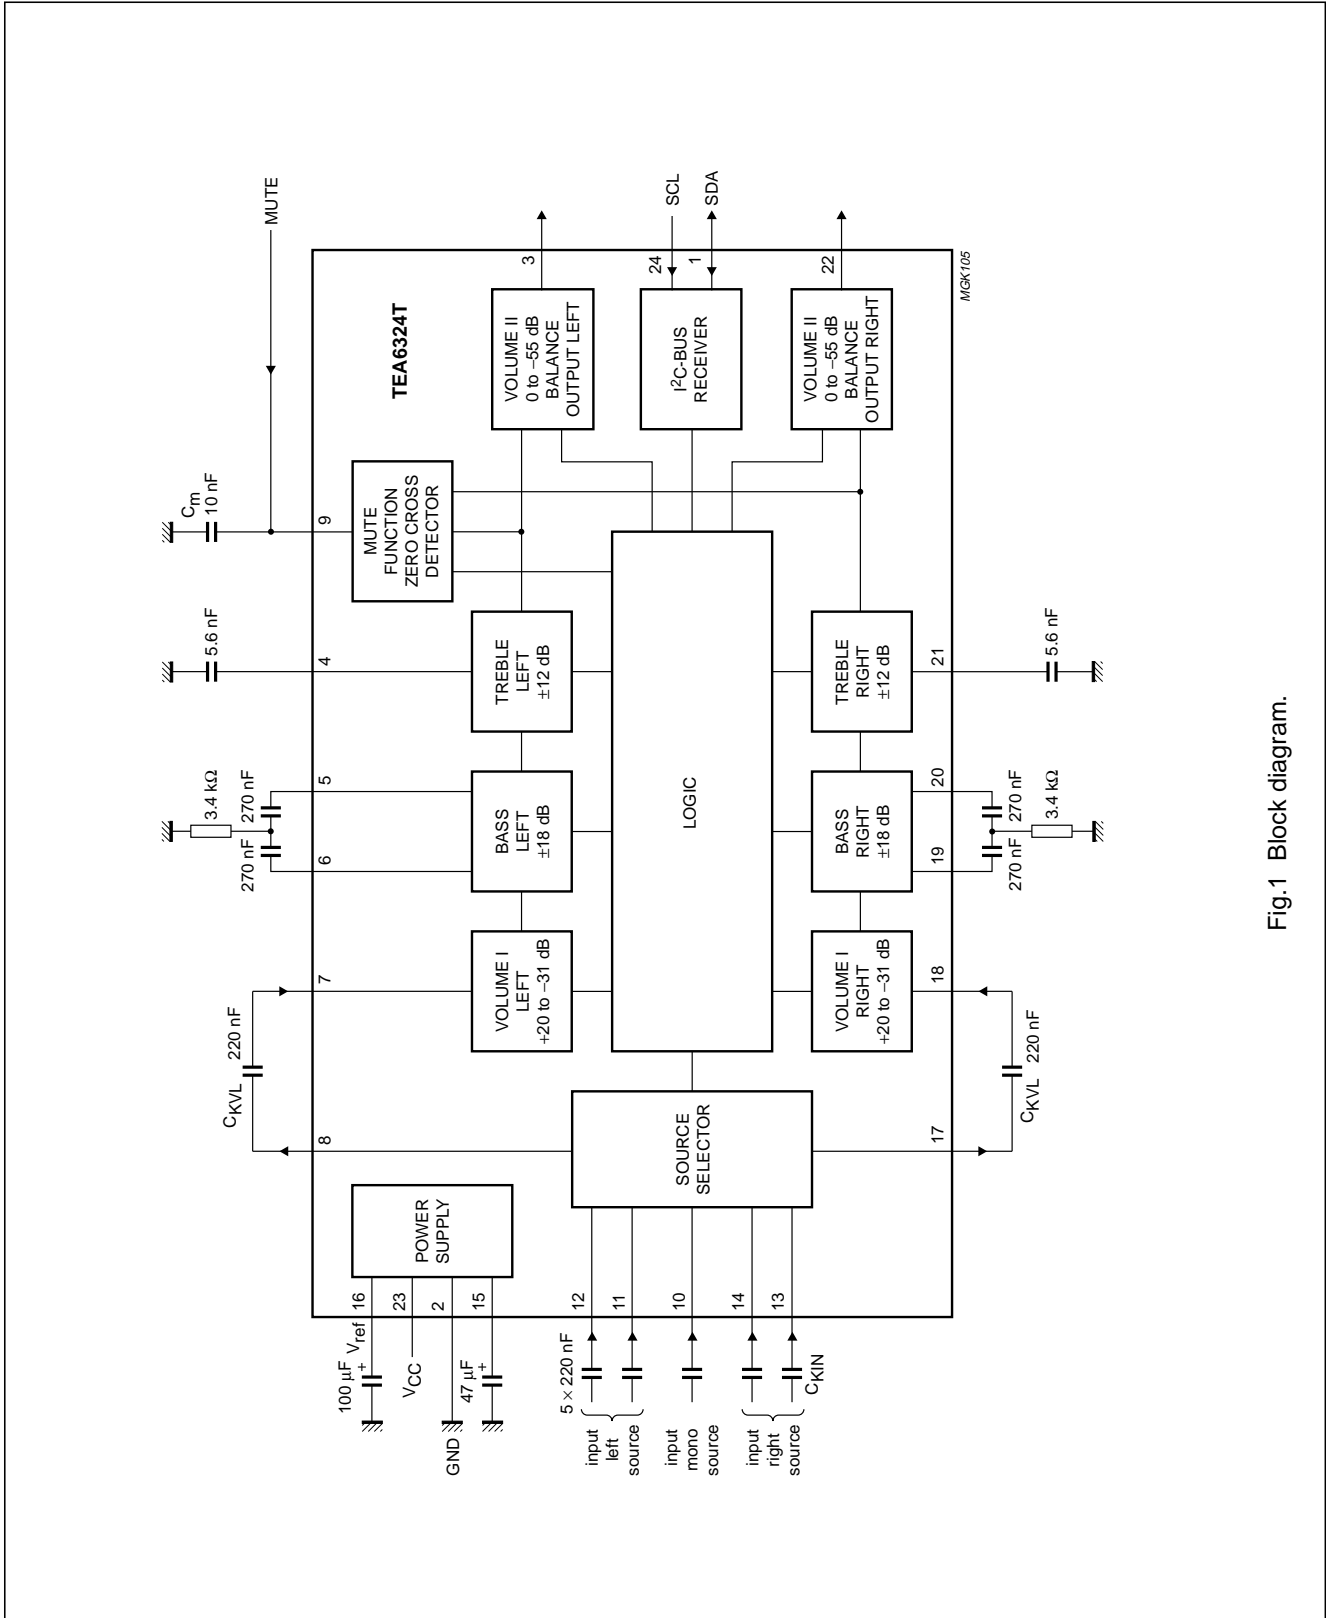 MUTE
Cm
10 nF
5.6 nF
3.4 kΩ
270 nF
270 nF
CKVL
220 nF
9
4
5
6
7
8
TEA6324T
MUTE
FUNCTION
ZERO CROSS
DETECTOR
POWER
SUPPLY
16
23
2
15
Vref
100 μF
+
VCC
GND
47 μF
+
VOLUME I
LEFT
+20 to −31 dB
BASS
LEFT
±18 dB
TREBLE
LEFT
±12 dB
VOLUME II
0 to −55 dB
BALANCE
OUTPUT LEFT
3
SOURCE
SELECTOR
LOGIC
I²C-BUS
RECEIVER
24
SCL
1
SDA
12
11
10
14
13
5 × 220 nF
CKIN
input
left
source
input
mono
source
input
right
source
VOLUME I
RIGHT
+20 to −31 dB
BASS
RIGHT
±18 dB
TREBLE
RIGHT
±12 dB
VOLUME II
0 to −55 dB
BALANCE
OUTPUT RIGHT
22
17
18
19
20
21
CKVL
220 nF
270 nF
270 nF
3.4 kΩ
5.6 nF
MGK105
Fig.1 Block diagram.